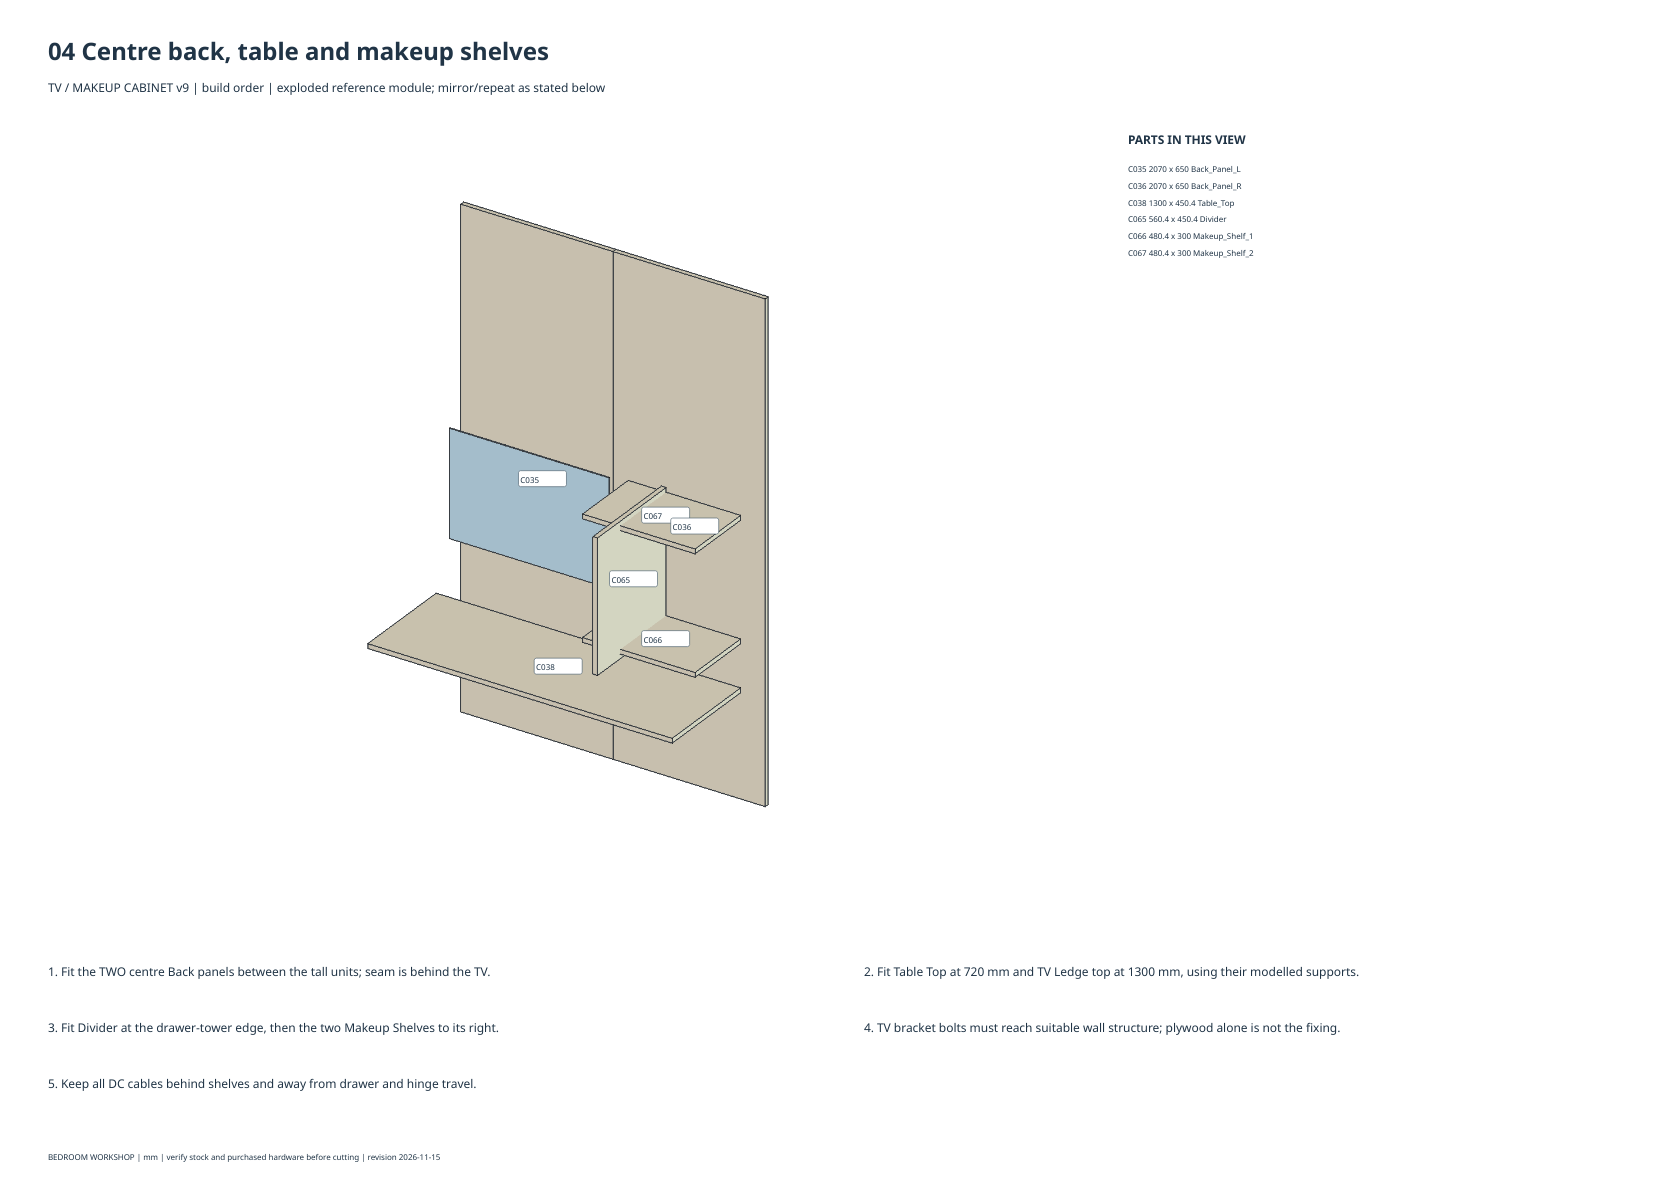 04 Centre back, table and makeup shelves
TV / MAKEUP CABINET v9 | build order | exploded reference module; mirror/repeat as stated below
PARTS IN THIS VIEW
C035 2070 x 650 Back_Panel_L
C036 2070 x 650 Back_Panel_R
C038 1300 x 450.4 Table_Top
C065 560.4 x 450.4 Divider
C066 480.4 x 300 Makeup_Shelf_1
C067 480.4 x 300 Makeup_Shelf_2
C035
C067
C036
C065
C066
C038
1. Fit the TWO centre Back panels between the tall units; seam is behind the TV.
2. Fit Table Top at 720 mm and TV Ledge top at 1300 mm, using their modelled supports.
3. Fit Divider at the drawer-tower edge, then the two Makeup Shelves to its right.
4. TV bracket bolts must reach suitable wall structure; plywood alone is not the fixing.
5. Keep all DC cables behind shelves and away from drawer and hinge travel.
BEDROOM WORKSHOP | mm | verify stock and purchased hardware before cutting | revision 2026-11-15